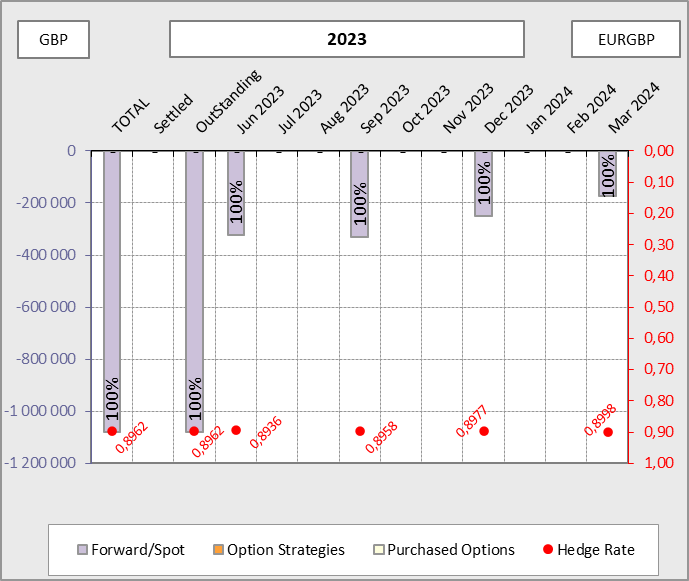 GBP
2023
EURGBP
TOTAL
Settled
OutStanding
Jun 2023
Jul 2023
Aug 2023
Sep 2023
Oct 2023
Nov 2023
Dec 2023
Jan 2024
Feb 2024
Mar 2024
0
-200 000
-400 000
-600 000
-800 000
-1 000 000
-1 200 000
100%
100%
100%
100%
100%
100%
0,8962
0,8962
0,8936
0,8958
0,8977
0,8998
0,00
0,10
0,20
0,30
0,40
0,50
0,60
0,70
0,80
0,90
1,00
Forward/Spot
Option Strategies
Purchased Options
Hedge Rate